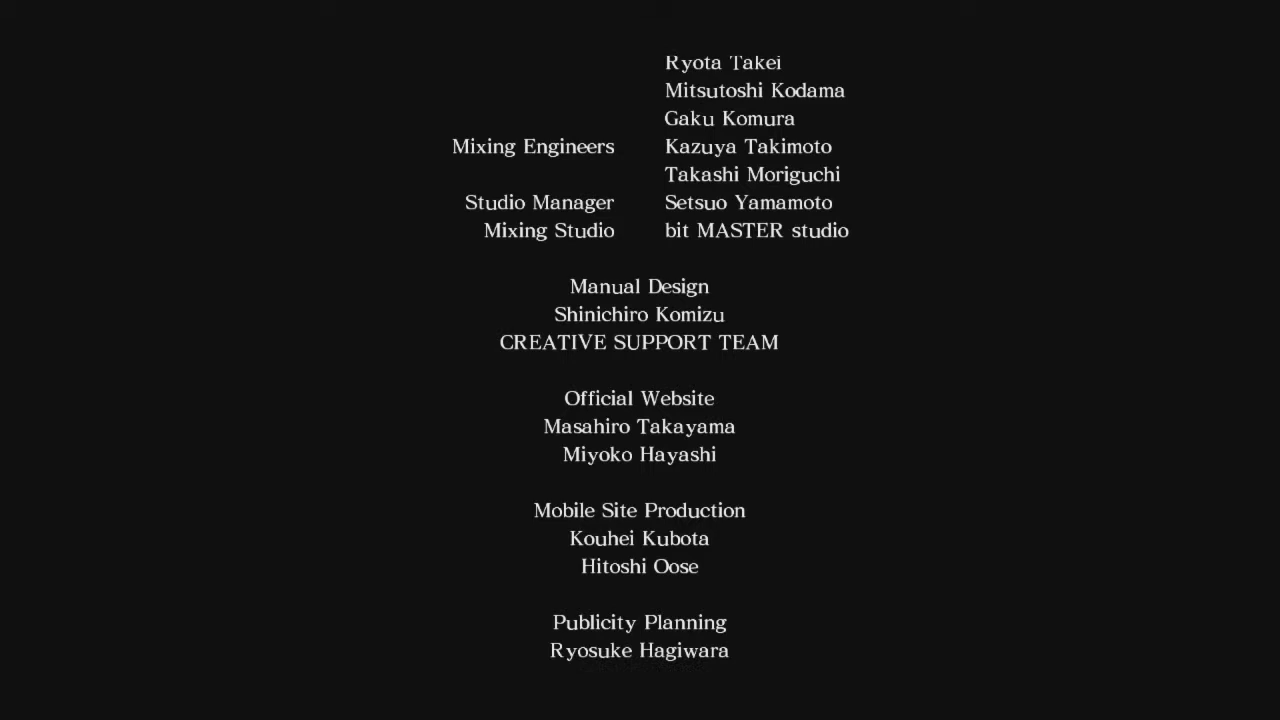 Ryota Takei
Mitsutoshi Kodama
Gaku Komura
Mixing Engineers Kazuya Takimoto
Takashi Moriguchi
Studio Manager Setsuo Yamamoto
Mixing Studio bit MASTER studio
Manual Design
Shinichiro Komizu
CREATIVE SUPPORT TEAM
Official Website
Masahiro Takayama
Miyoko Hayashi
Mobile Site Production
Kouhei Kubota
Hitoshi Oose
Publicity Planning
Ryosuke Hagiwara